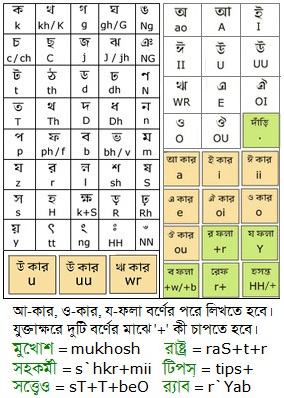 ক খ গ ঘ ঙ
k kh/K g gh/G Ng
চ ছ জ ঝ ঞ
c/ch C j J/jh NG
ট ঠ ড ঢ ণ
t th d dh N
ত থ দ ধ ন
T Th D Dh n
প ফ ব ভ ম
p ph/f b bh/v m
য র ল শ ষ
z r l sh S
স হ ক্ষ ড় ঢ়
s H k+S R Rh
য় ৎ ং ঃ ঁ
y tt ng HH NN
উ কার ঊ কার ঋ কার
u uu wr
অ আ ই
ao A I
ঈ উ ঊ
II U UU
ঋ এ ঐ
WR E OI
ও ঔ দাঁড়ি
O OU .
আ কার ই কার ঈ কার
a i ii
এ কার ঐ কার ও কার
e oi o
ঔ কার র ফলা য ফলা
ou +r Y
ব ফলা রেফ হসন্ত
+w/+b r+ HH/+
আ-কার, ও-কার, য-ফলা বর্ণের পরে লিখতে হবে।
যুক্তাক্ষরে দুটি বর্ণের মাঝে '+' কী চাপতে হবে।
মুখোশ = mukhosh রাষ্ট্র = raS+t+r
সহকর্মী = s`hkr+mii টিপস্ = tips+
সত্ত্বেও = sT+T+beO র‍্যাব = r`Yab